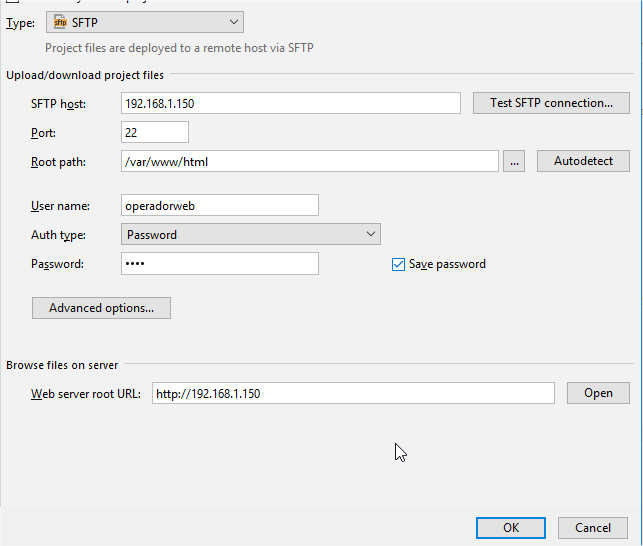 Type: SFTP
Project files are deployed to a remote host via SFTP
Upload/download project files
SFTP host: 192.168.1.150 Test SFTP connection...
Port: 22
Root path: /var/www/html ... Autodetect
User name: operadorweb
Auth type: Password
Password: •••• Save password
Advanced options...
Browse files on server
Web server root URL: http://192.168.1.150 Open
OK Cancel